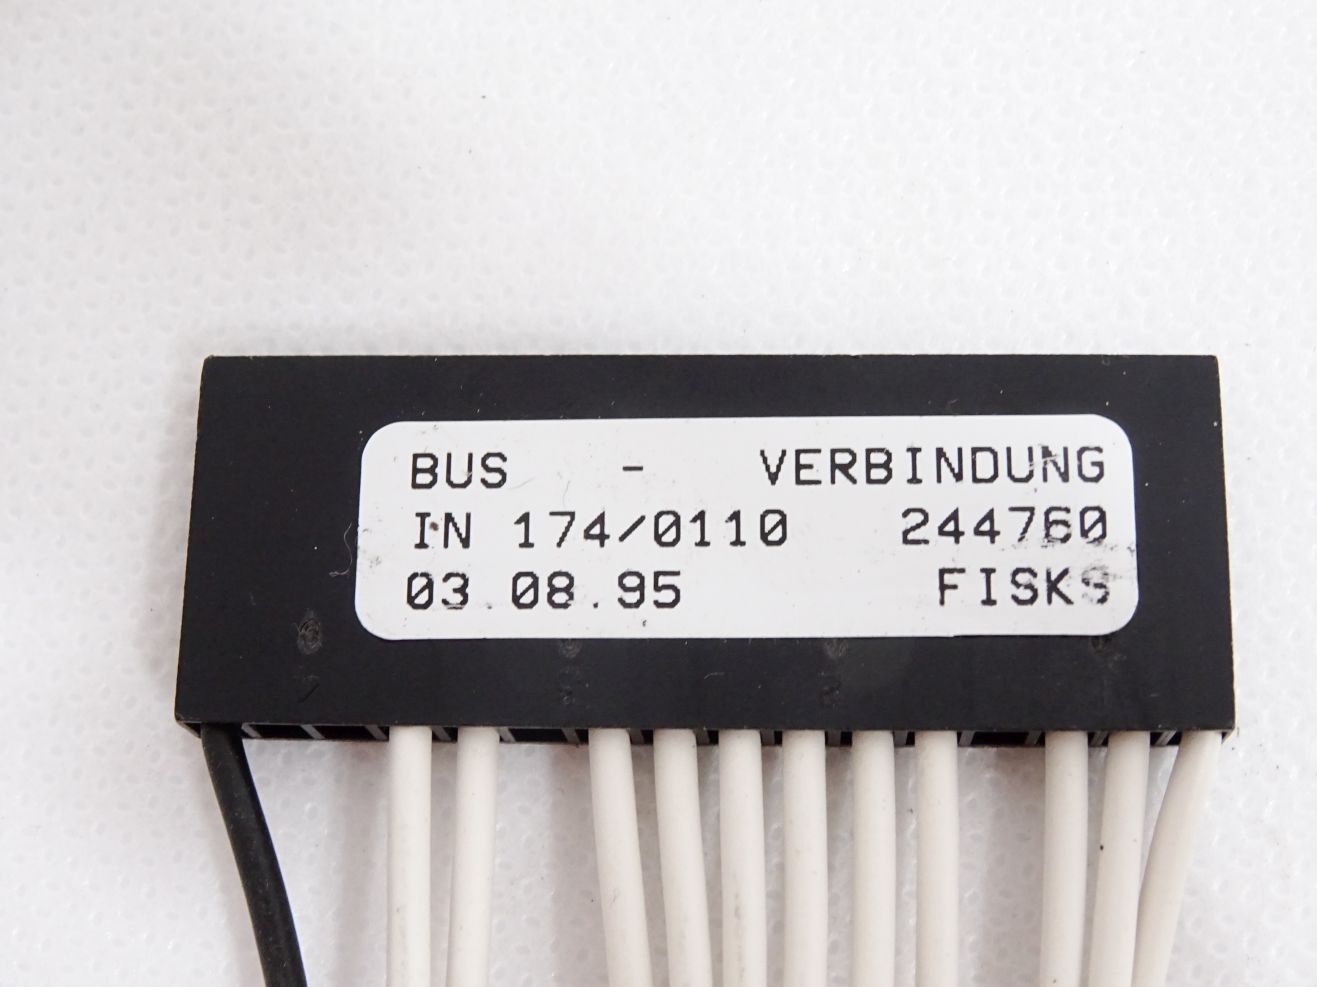 BUS - VERBINDUNG
IN 174/0110 244760
03.08.95 FISKS